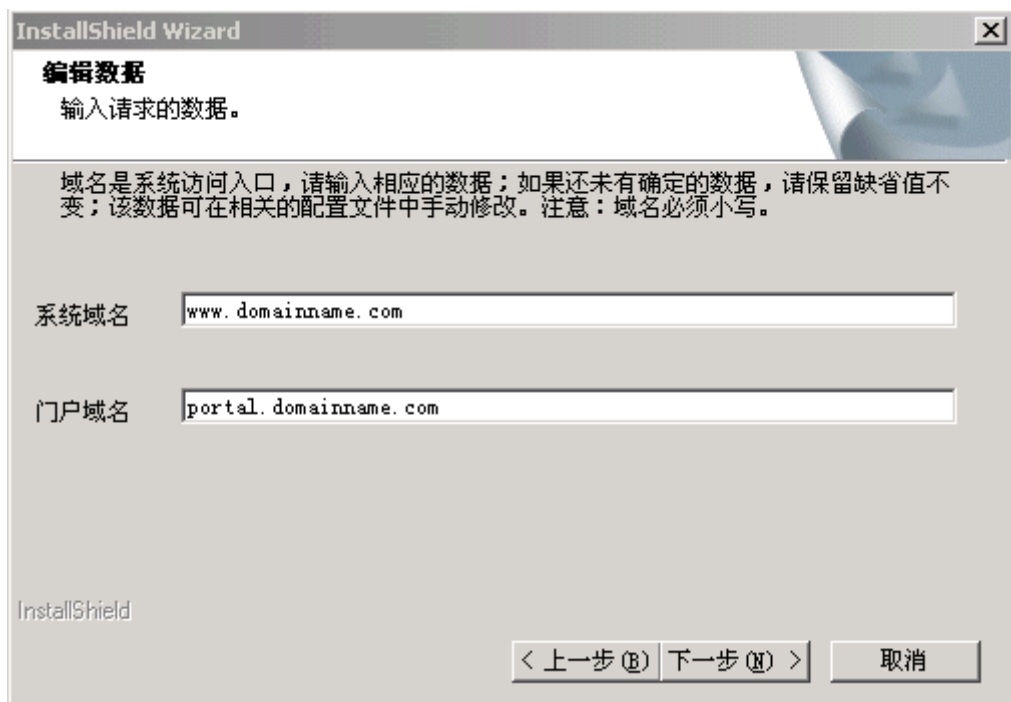 InstallShield Wizard
编辑数据
输入请求的数据。
域名是系统访问入口，请输入相应的数据；如果还未有确定的数据，请保留缺省值不
变；该数据可在相关的配置文件中手动修改。注意：域名必须小写。
系统域名 www.domainname.com
门户域名 portal.domainname.com
InstallShield
< 上一步(B) 下一步(N) > 取消